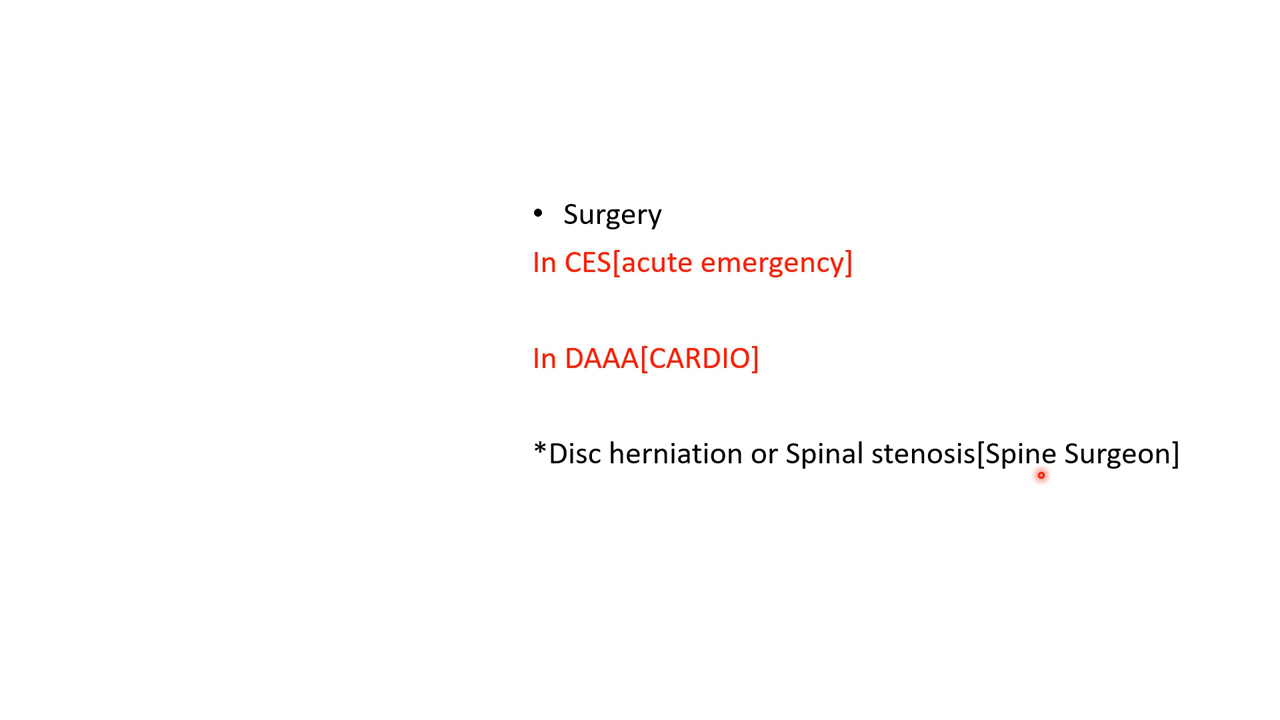 • Surgery
In CES[acute emergency]
In DAAA[CARDIO]
*Disc herniation or Spinal stenosis[Spine Surgeon]